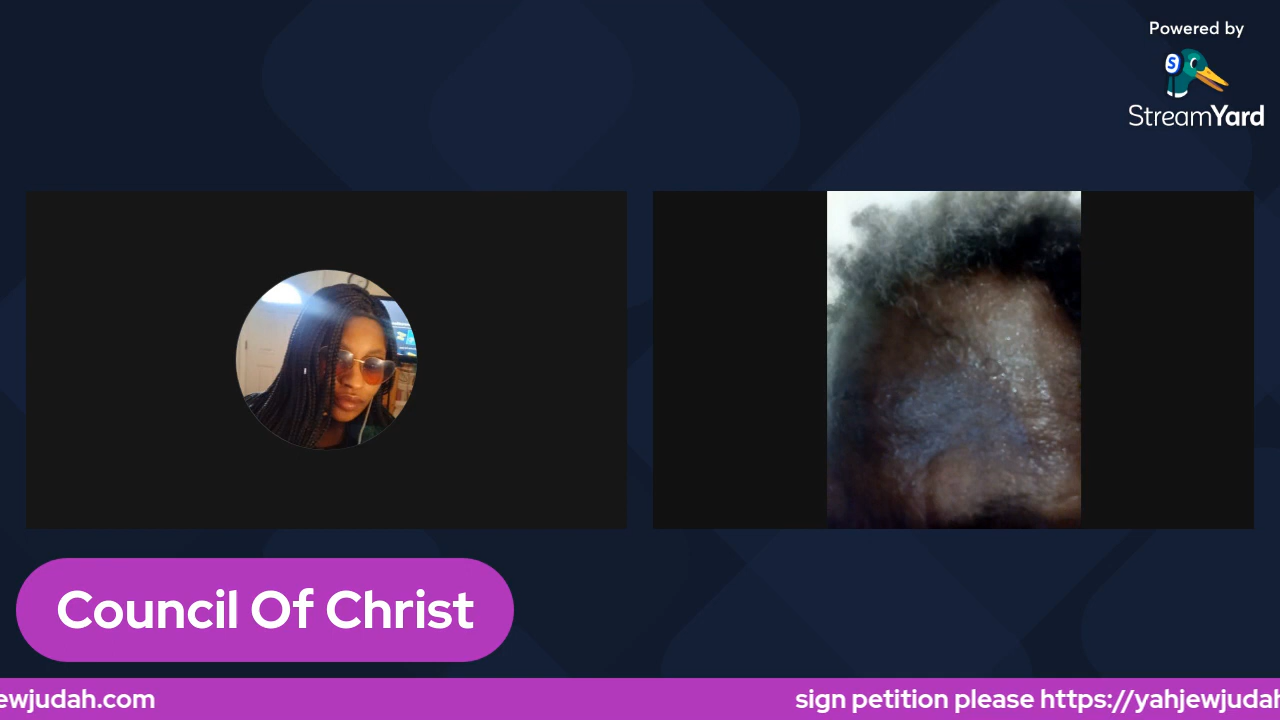 Powered by
S
StreamYard
Council Of Christ
ewjudah.com
sign petition please https://yahjewjudah